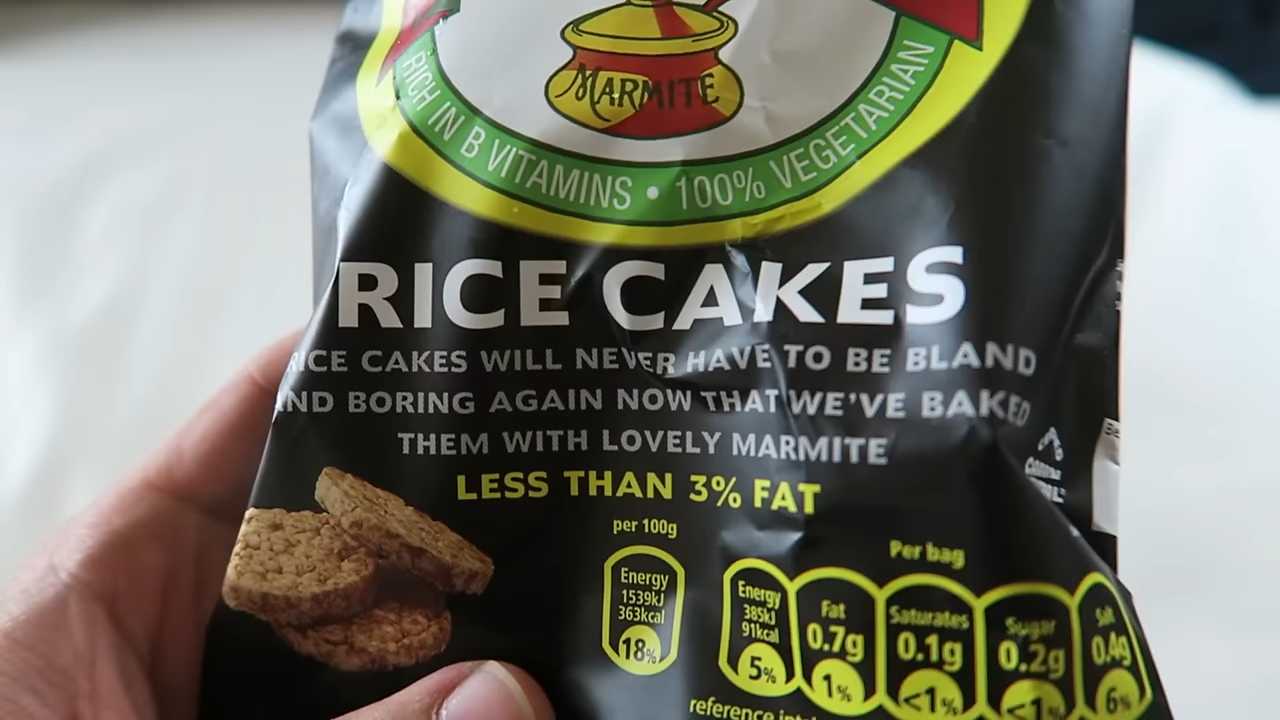 MARMITE
RICH IN B VITAMINS • 100% VEGETARIAN
RICE CAKES
RICE CAKES WILL NEVER HAVE TO BE BLAND
AND BORING AGAIN NOW THAT WE'VE BAKED
THEM WITH LOVELY MARMITE
LESS THAN 3% FAT
per 100g
Energy
1539kJ
363kcal
18%
Per bag
Energy
385kJ
91kcal
5%
Fat
0.7g
1%
Saturates
0.1g
<1%
Sugar
0.2g
<1%
Salt
0.4g
6%
reference